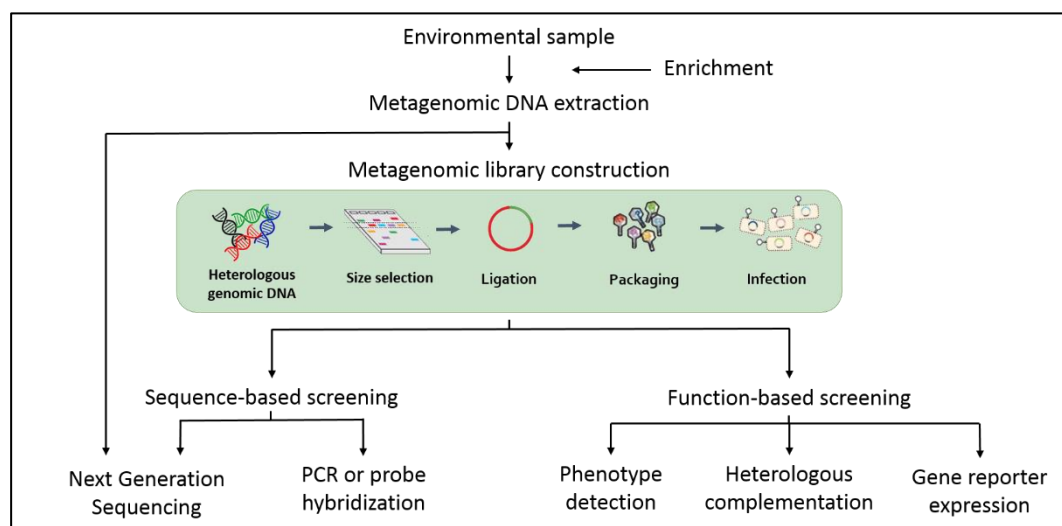 Environmental sample
Enrichment
Metagenomic DNA extraction
Metagenomic library construction
Heterologous
genomic DNA
Size selection
Ligation
Packaging
Infection
Sequence-based screening
Function-based screening
Next Generation
Sequencing
PCR or probe
hybridization
Phenotype
detection
Heterologous
complementation
Gene reporter
expression